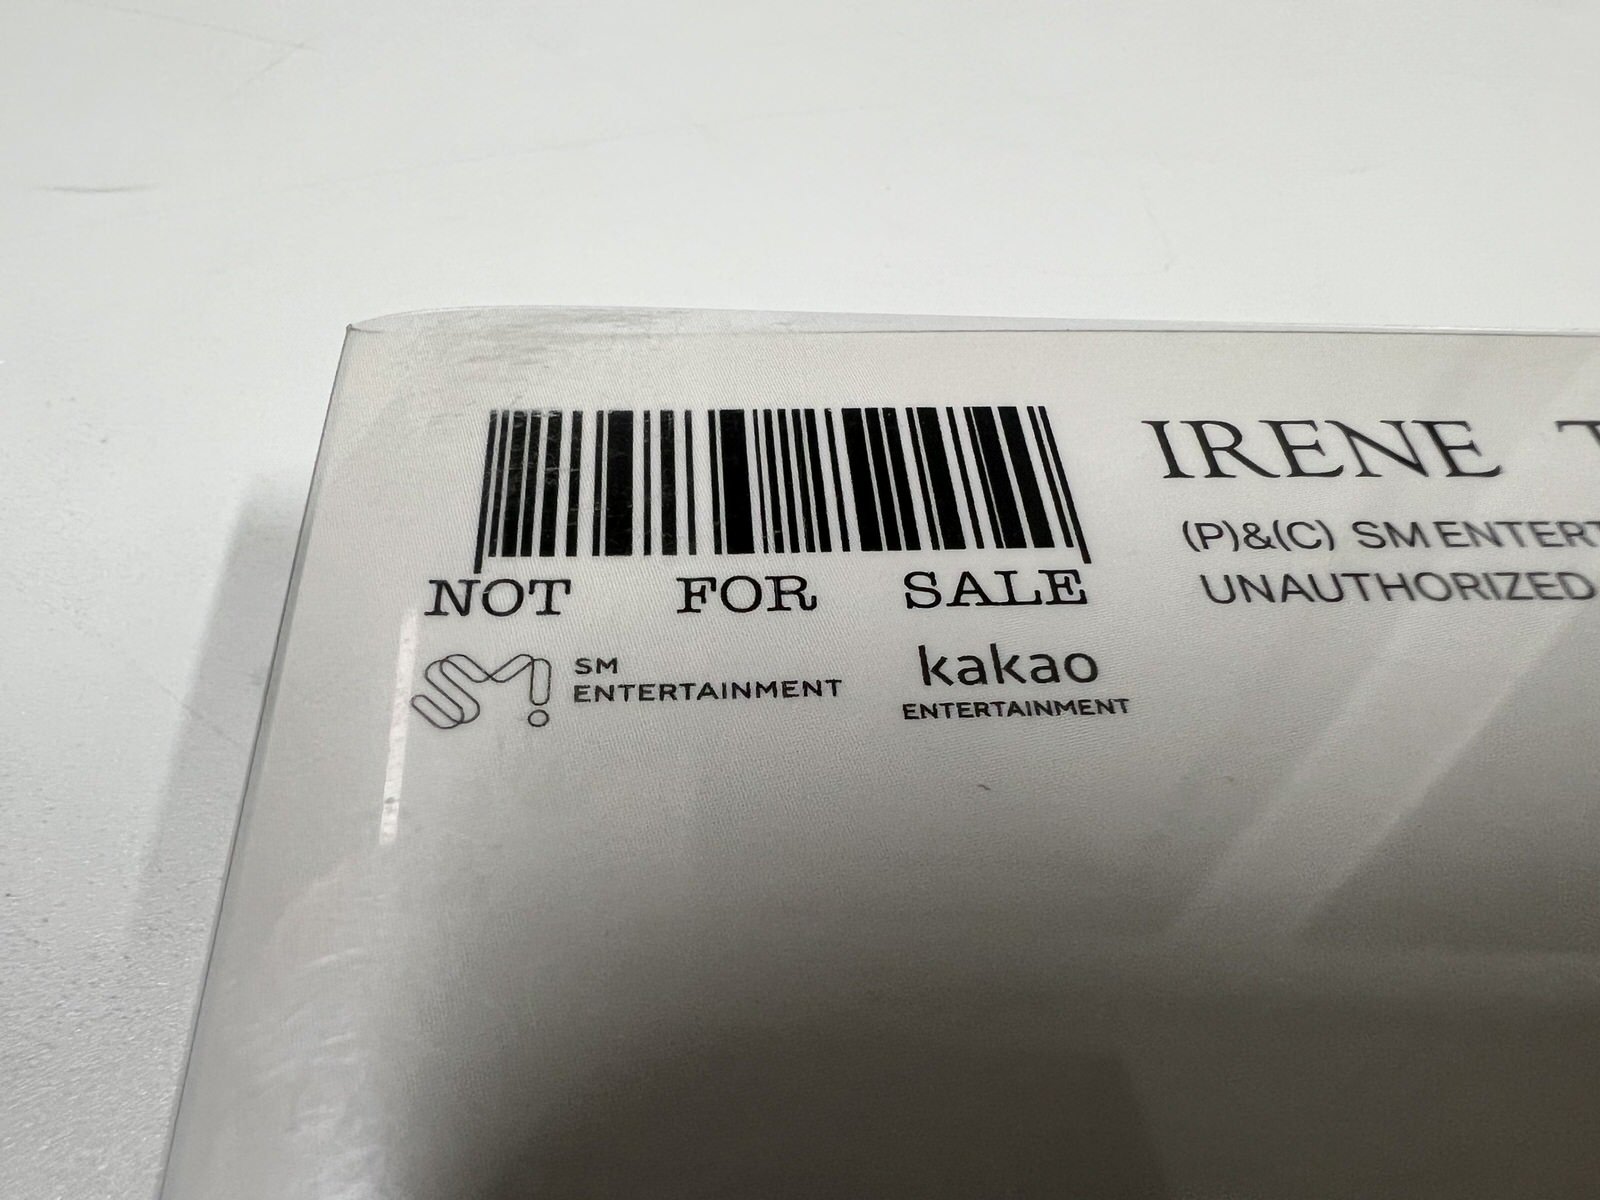 IRENE
(P)&(C) SM
UNAUTHORIZED
NOT FOR SALE
SM
ENTERTAINMENT
kakao
ENTERTAINMENT